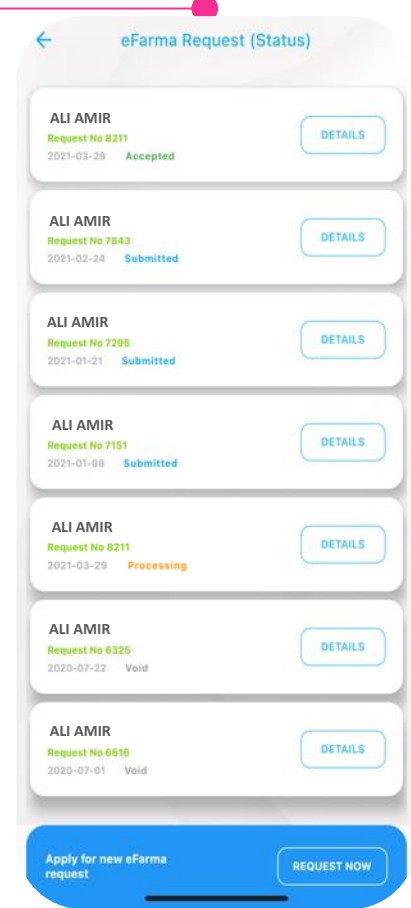 eFarma Request (Status)
ALI AMIR
Request No 8211
DETAILS
2021-03-29 Accepted
ALI AMIR
Request No 7843
DETAILS
2021-02-24 Submitted
ALI AMIR
Request No 7295
DETAILS
2021-01-21 Submitted
ALI AMIR
Request No 7151
DETAILS
2021-01-08 Submitted
ALI AMIR
Request No 8211
DETAILS
2021-03-29 Processing
ALI AMIR
Request No 6325
DETAILS
2020-07-22 Void
ALI AMIR
Request No 6616
DETAILS
2020-07-01 Void
Apply for new eFarma
request
REQUEST NOW